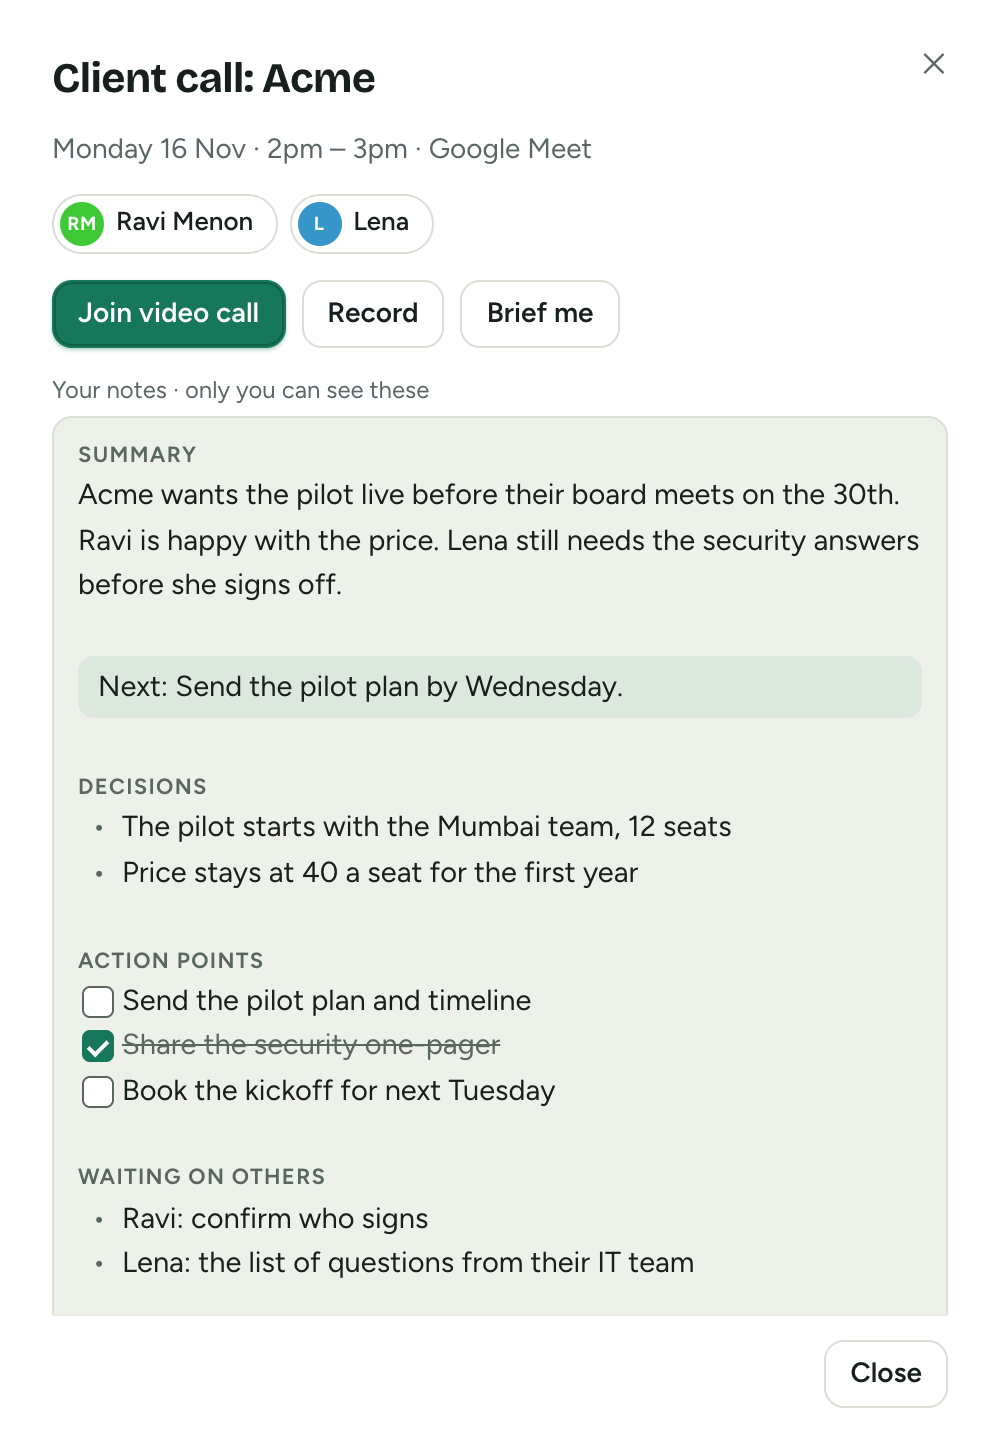 Client call: Acme
Monday 16 Nov · 2pm – 3pm · Google Meet
RM Ravi Menon
L Lena
Join video call
Record
Brief me
Your notes · only you can see these
SUMMARY
Acme wants the pilot live before their board meets on the 30th.
Ravi is happy with the price. Lena still needs the security answers
before she signs off.
Next: Send the pilot plan by Wednesday.
DECISIONS
• The pilot starts with the Mumbai team, 12 seats
• Price stays at 40 a seat for the first year
ACTION POINTS
Send the pilot plan and timeline
Share the security one-pager
Book the kickoff for next Tuesday
WAITING ON OTHERS
• Ravi: confirm who signs
• Lena: the list of questions from their IT team
Close